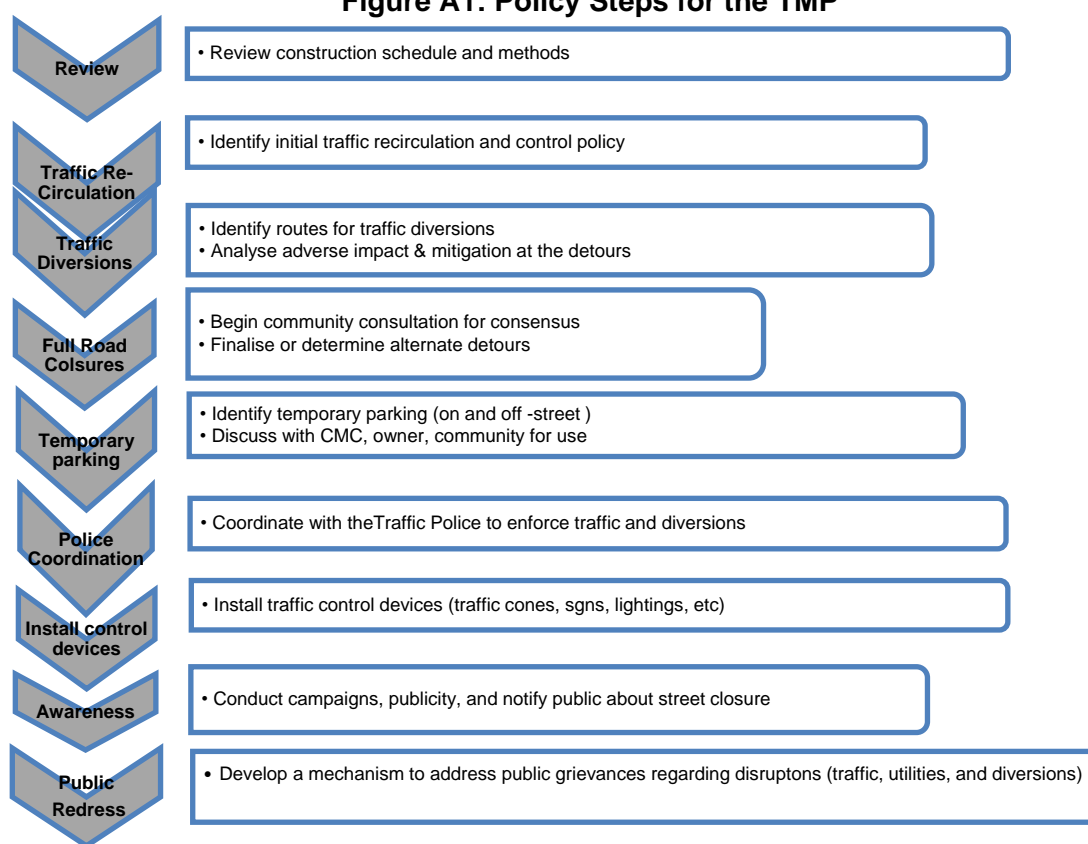 Figure A1: Policy Steps for the TMP
Review
• Review construction schedule and methods
Traffic Re-
Circulation
• Identify initial traffic recirculation and control policy
Traffic
Diversions
• Identify routes for traffic diversions
• Analyse adverse impact & mitigation at the detours
Full Road
Colsures
• Begin community consultation for consensus
• Finalise or determine alternate detours
Temporary
parking
• Identify temporary parking (on and off -street )
• Discuss with CMC, owner, community for use
Police
Coordination
• Coordinate with theTraffic Police to enforce traffic and diversions
Install control
devices
• Install traffic control devices (traffic cones, sgns, lightings, etc)
Awareness
• Conduct campaigns, publicity, and notify public about street closure
Public
Redress
• Develop a mechanism to address public grievances regarding disruptons (traffic, utilities, and diversions)